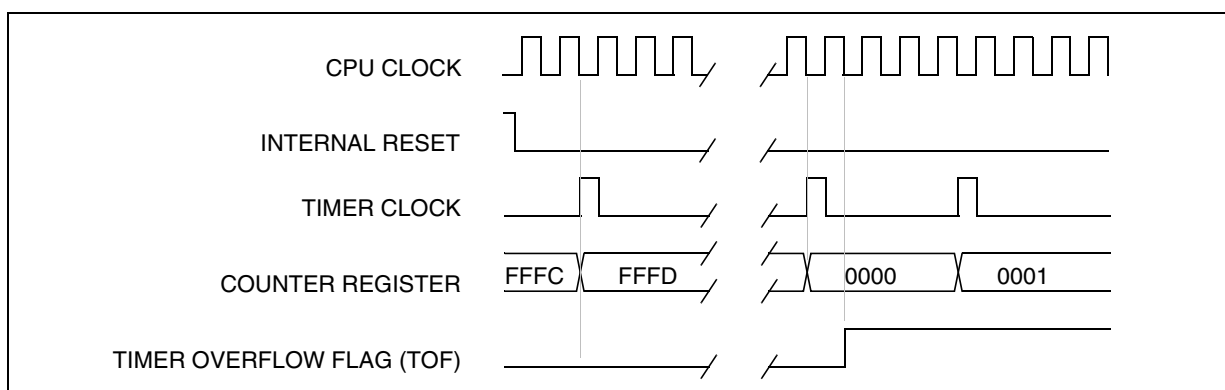 CPU CLOCK
INTERNAL RESET
TIMER CLOCK
COUNTER REGISTER FFFC FFFD 0000 0001
TIMER OVERFLOW FLAG (TOF)